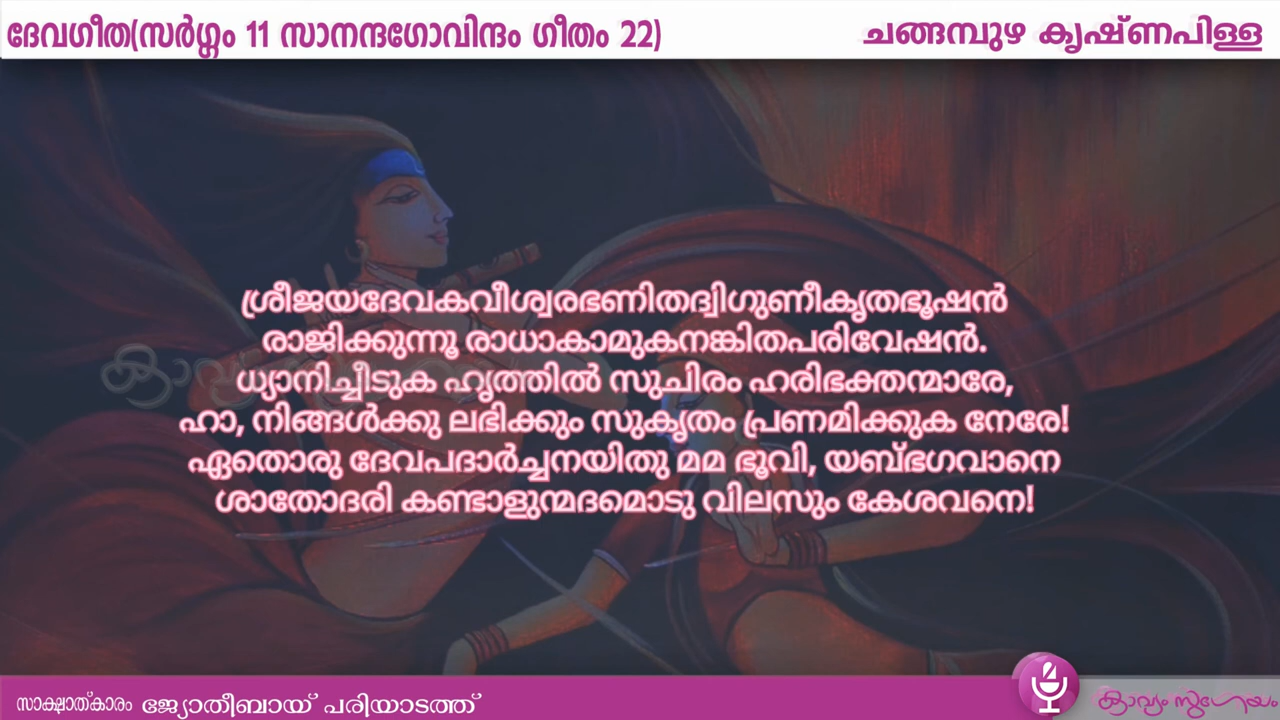 ദേവഗീത(സർഗ്ഗം 11 സാനന്ദഗോവിന്ദം ഗീതം 22)
ചങ്ങമ്പുഴ കൃഷ്ണപിള്ള
ശ്രീജയദേവകവീശ്വരഭണിതദ്വിഗുണീകൃതഭൂഷൻ
രാജിക്കുന്നൂ രാധാകാമുകനങ്കിതപരിവേഷൻ.
ധ്യാനിച്ചീടുക ഹൃത്തിൽ സുചിരം ഹരിഭക്തന്മാരേ,
ഹാ, നിങ്ങൾക്കു ലഭിക്കും സുകൃതം പ്രണമിക്കുക നേരേ!
ഏതൊരു ദേവപദാർച്ചനയിതു മമ ഭൂവി, യബ്ഭഗവാനെ
ശാതോദരി കണ്ടാളുന്മദമൊടു വിലസും കേശവനെ!
സാക്ഷാത്കാരം ജ്യോതീബായ് പരിയാടത്ത്
കാവ്യം സുഗേയം